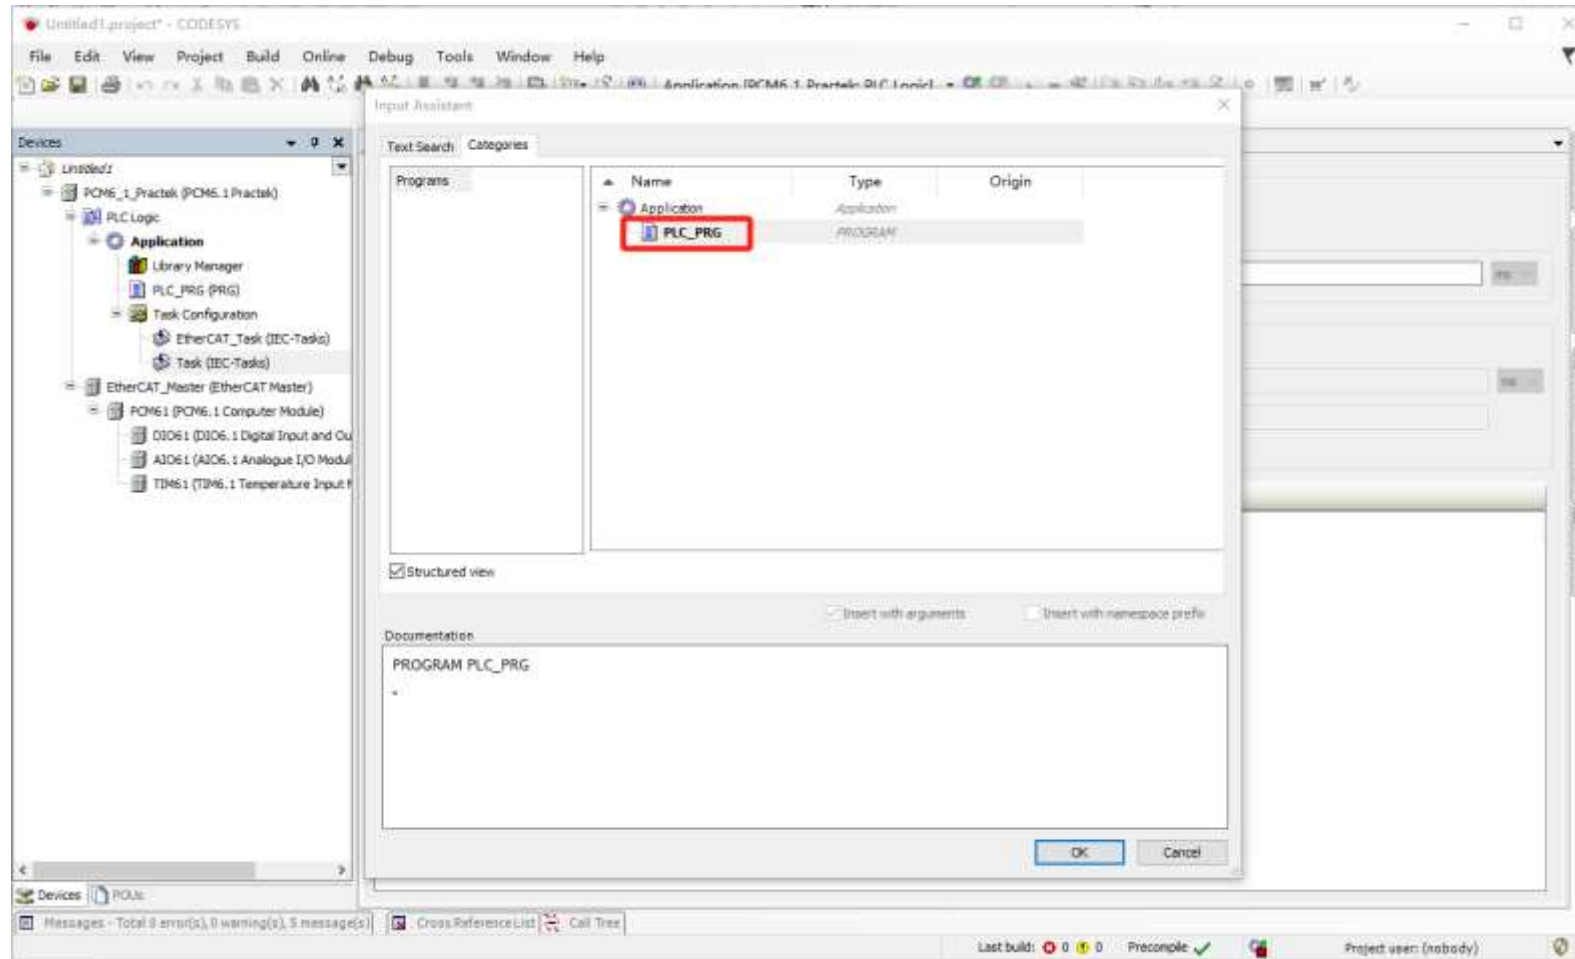 Untitled1.project* - CODESYS
File Edit View Project Build Online Debug Tools Window Help
Application [PCM6_1_Practek: PLC Logic]
Input Assistant
Devices
Text Search Categories
Untitled1
PCM6_1_Practek (PCM6.1 Practek)
PLC Logic
Application
Library Manager
PLC_PRG (PRG)
Task Configuration
EtherCAT_Task (IEC-Tasks)
Task (IEC-Tasks)
EtherCAT_Master (EtherCAT Master)
PCM61 (PCM6.1 Computer Module)
DIO61 (DIO6.1 Digital Input and Ou
AIO61 (AIO6.1 Analogue I/O Modul
TIM61 (TIM6.1 Temperature Input M
Programs
Name Type Origin
Application Application
PLC_PRG PROGRAM
Structured view
Insert with arguments Insert with namespace prefix
Documentation
PROGRAM PLC_PRG
OK Cancel
Devices POUs
Messages - Total 0 error(s), 0 warning(s), 5 message(s) Cross Reference List Call Tree
Last build: 0 0 Precompile Project user: (nobody)